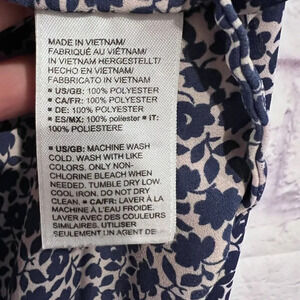 MADE IN VIETNAM/
FABRIQUÉ AU VIÊTNAM/
IN VIETNAM HERGESTELLT/
HECHO EN VIETNAM/
FABBRICATO IN VIETNAM
■ US/GB: 100% POLYESTER
■ CA/FR: 100% POLYESTER
■ DE: 100% POLYESTER
■ ES/MX: 100% poliester ■ IT:
100% POLIESTERE
■ US/GB: MACHINE WASH
COLD. WASH WITH LIKE
COLORS. ONLY NON-
CHLORINE BLEACH WHEN
NEEDED. TUMBLE DRY LOW.
COOL IRON. DO NOT DRY
CLEAN. ■ CA/FR: LAVER À LA
MACHINE À L'EAU FROIDE.
LAVER AVEC DES COULEURS
SIMILAIRES. UTILISER
SEULEMENT UN AGENT DE